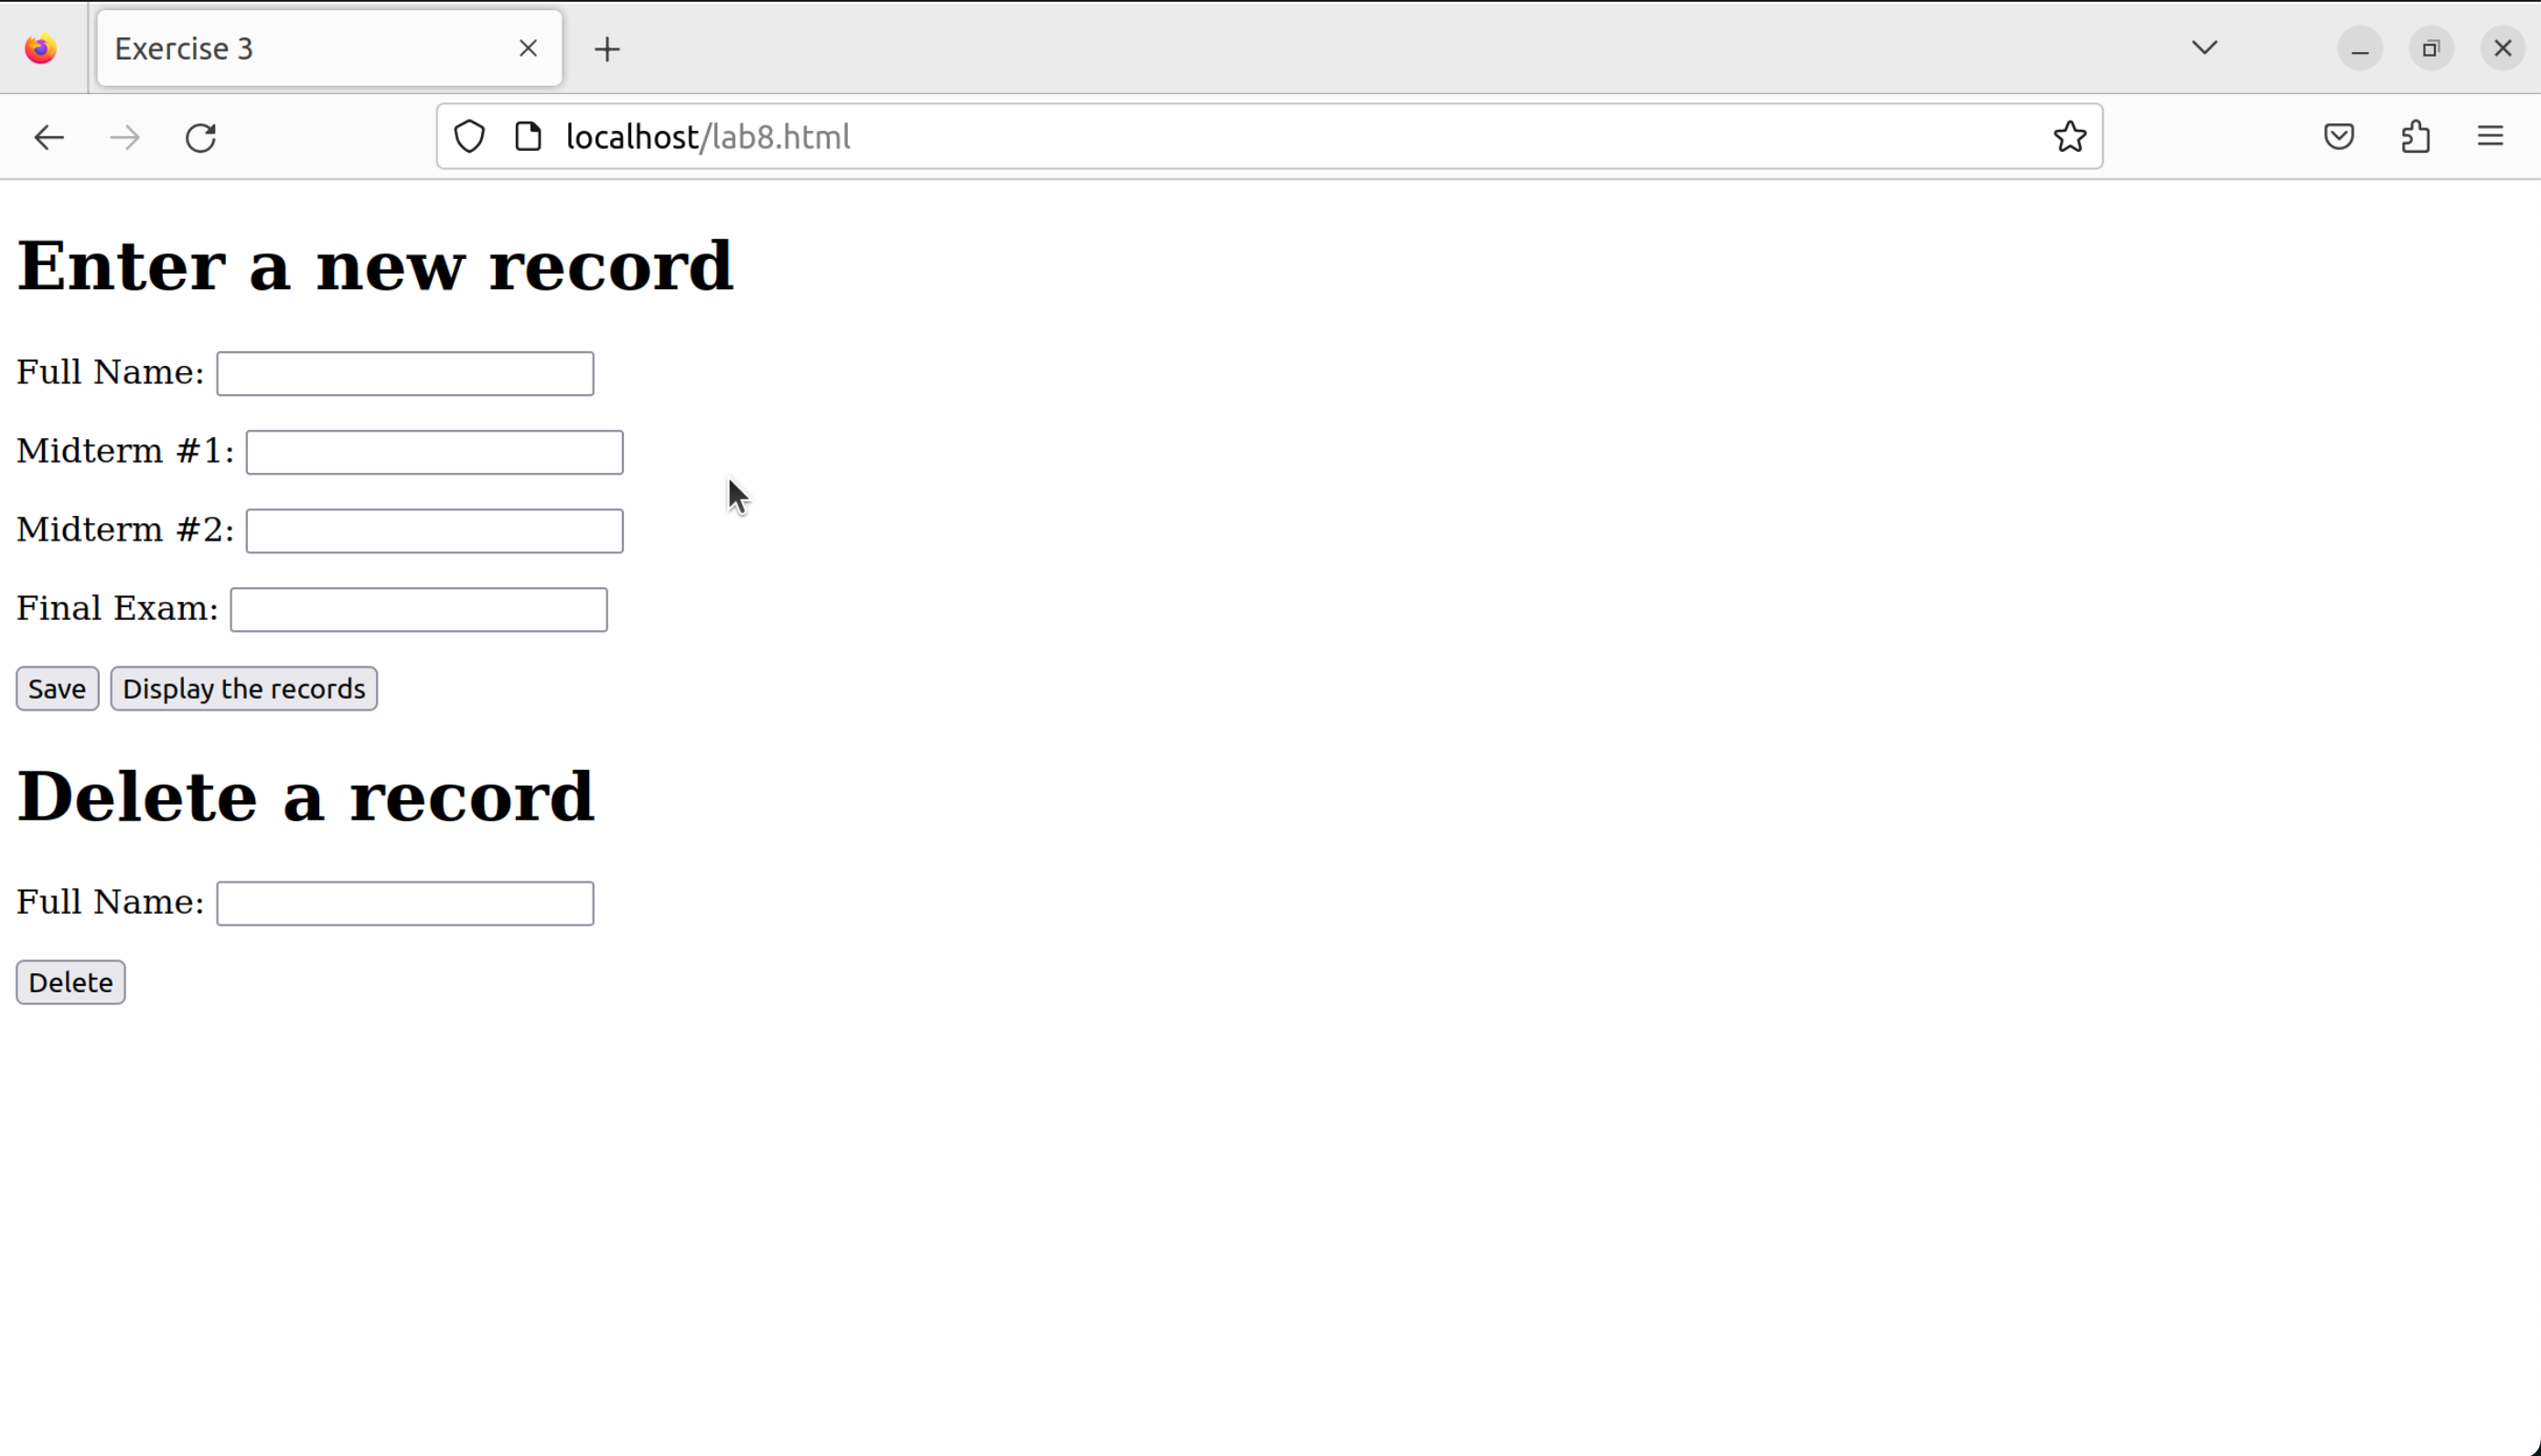 Exercise 3
localhost/lab8.html
Enter a new record
Full Name:
Midterm #1:
Midterm #2:
Final Exam:
Save Display the records
Delete a record
Full Name:
Delete